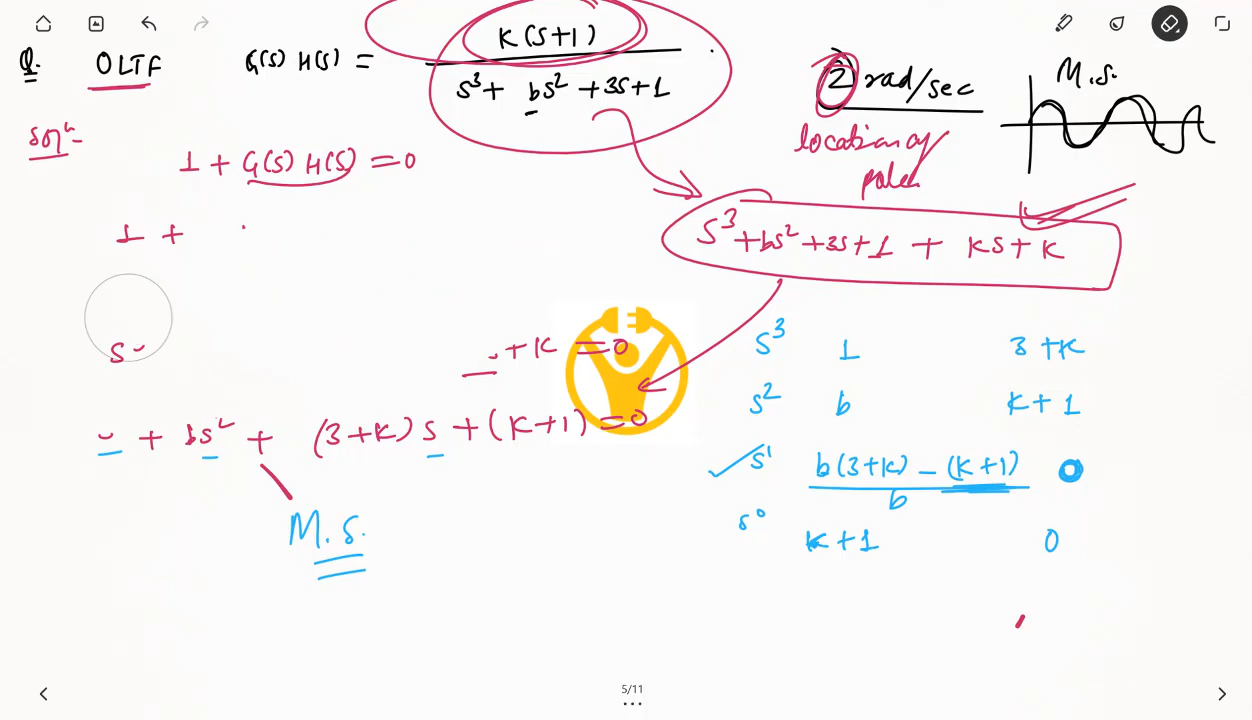 Q. OLTF G(s) H(s) = K(s+1) / s³ + bs² + 3s + 1
2 rad/sec
M.S.
Solⁿ-
location of poles
1 + G(s) H(s) = 0
1 +
s³ + bs² + 3s + 1 + Ks + K
s
+ K = 0
+ bs² + (3+K) s + (K+1) = 0
M.S.
s³ 1 3+K
s² b K+1
s¹ b(3+K) - (K+1) / b 0
s⁰ K+1 0
5/11